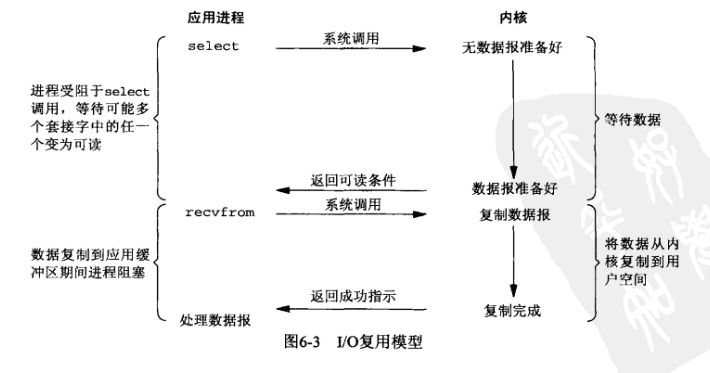 应用进程 内核
select 系统调用 无数据报准备好
进程受阻于select
调用，等待可能多
个套接字中的任一
个变为可读
等待数据
返回可读条件 数据报准备好
recvfrom 系统调用 复制数据报
数据复制到应用缓
冲区期间进程阻塞
将数据从内
核复制到用
户空间
返回成功指示
处理数据报 复制完成
图6-3 I/O复用模型